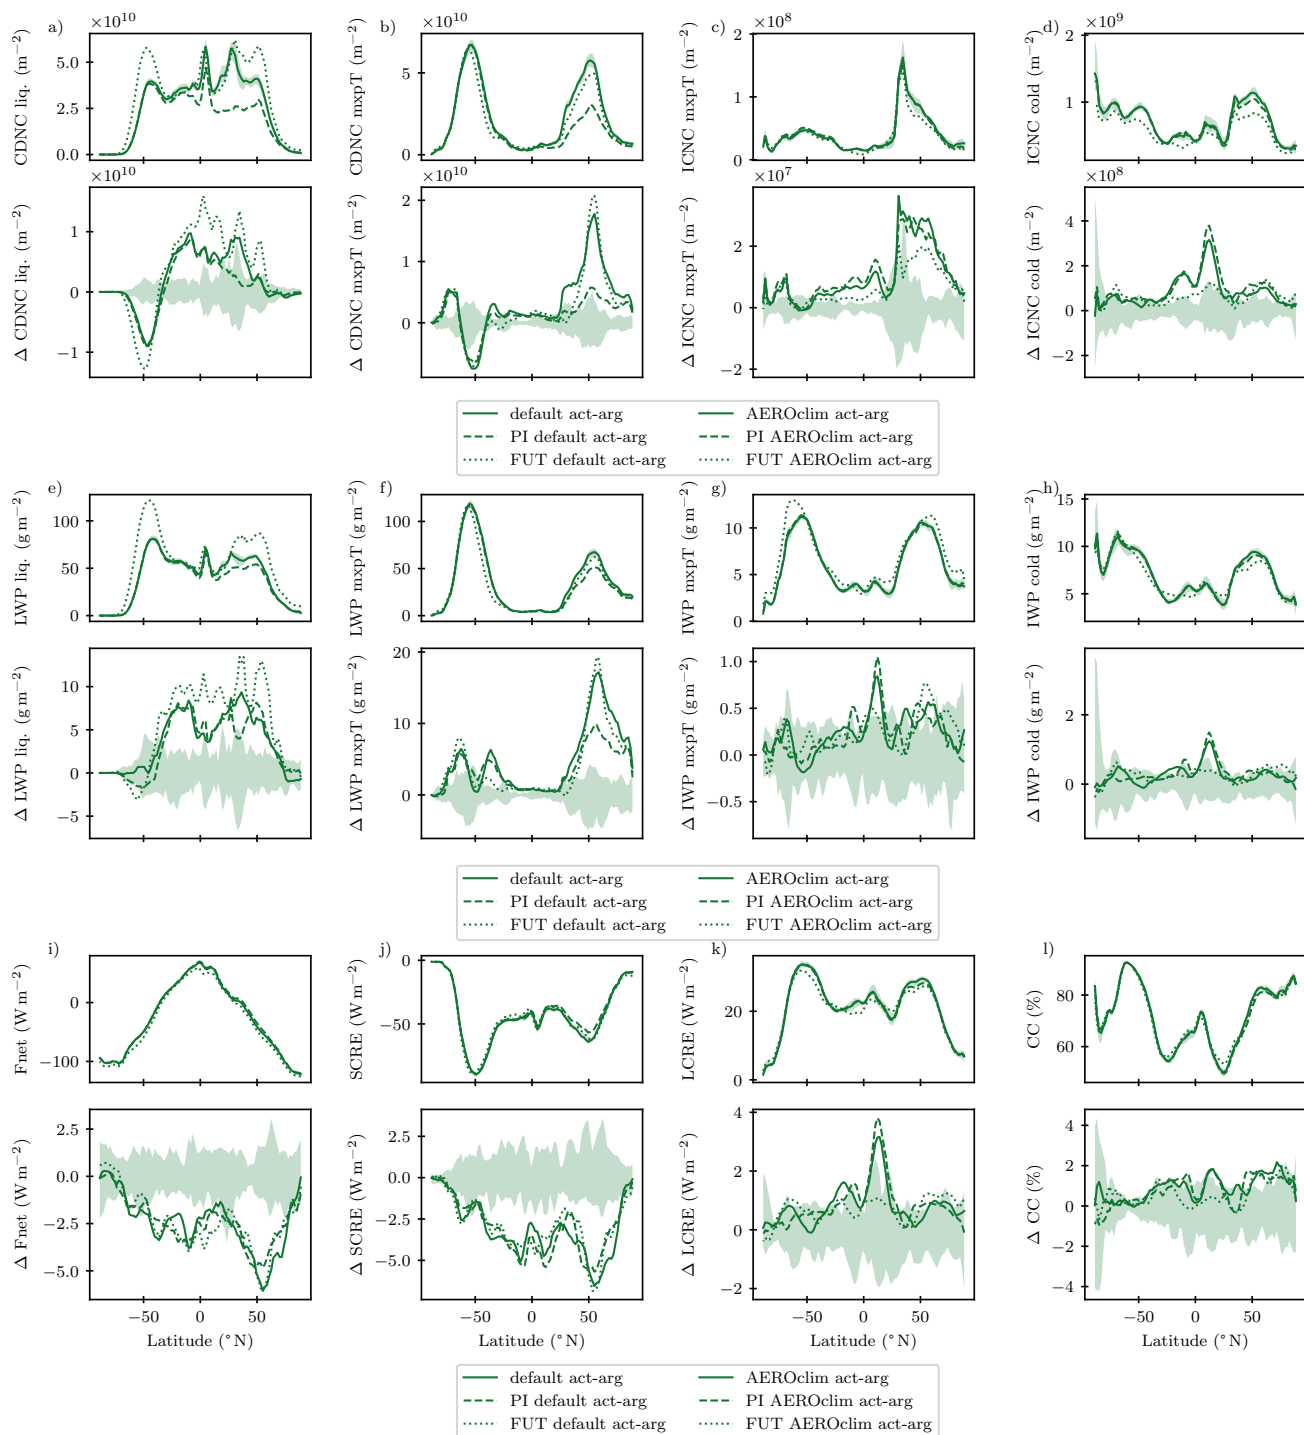 a) b) c) d)
×10¹⁰ ×10¹⁰ ×10⁸ ×10⁹
CDNC liq. (m⁻²)
5.0
2.5
0.0
CDNC mxpT (m⁻²)
5
0
ICNC mxpT (m⁻²)
2
1
0
ICNC cold (m⁻²)
2
1
0
×10¹⁰ ×10¹⁰ ×10⁷ ×10⁸
Δ CDNC liq. (m⁻²)
1
0
−1
Δ CDNC mxpT (m⁻²)
2
1
0
Δ ICNC mxpT (m⁻²)
2
0
−2
Δ ICNC cold (m⁻²)
4
2
0
−2
default act-arg AEROclim act-arg
PI default act-arg PI AEROclim act-arg
FUT default act-arg FUT AEROclim act-arg
e) f) g) h)
LWP liq. (g m⁻²)
100
50
0
LWP mxpT (g m⁻²)
100
50
0
IWP mxpT (g m⁻²)
10
5
0
IWP cold (g m⁻²)
15
10
5
Δ LWP liq. (g m⁻²)
10
5
0
−5
Δ LWP mxpT (g m⁻²)
20
10
0
Δ IWP mxpT (g m⁻²)
1.0
0.5
0.0
−0.5
Δ IWP cold (g m⁻²)
2
0
default act-arg AEROclim act-arg
PI default act-arg PI AEROclim act-arg
FUT default act-arg FUT AEROclim act-arg
i) j) k) l)
Fnet (W m⁻²)
0
−100
SCRE (W m⁻²)
0
−50
LCRE (W m⁻²)
20
0
CC (%)
80
60
Δ Fnet (W m⁻²)
2.5
0.0
−2.5
−5.0
Δ SCRE (W m⁻²)
2.5
0.0
−2.5
−5.0
Δ LCRE (W m⁻²)
4
2
0
−2
Δ CC (%)
4
2
0
−2
−4
−50 0 50 −50 0 50 −50 0 50 −50 0 50
Latitude (°N) Latitude (°N) Latitude (°N) Latitude (°N)
default act-arg AEROclim act-arg
PI default act-arg PI AEROclim act-arg
FUT default act-arg FUT AEROclim act-arg